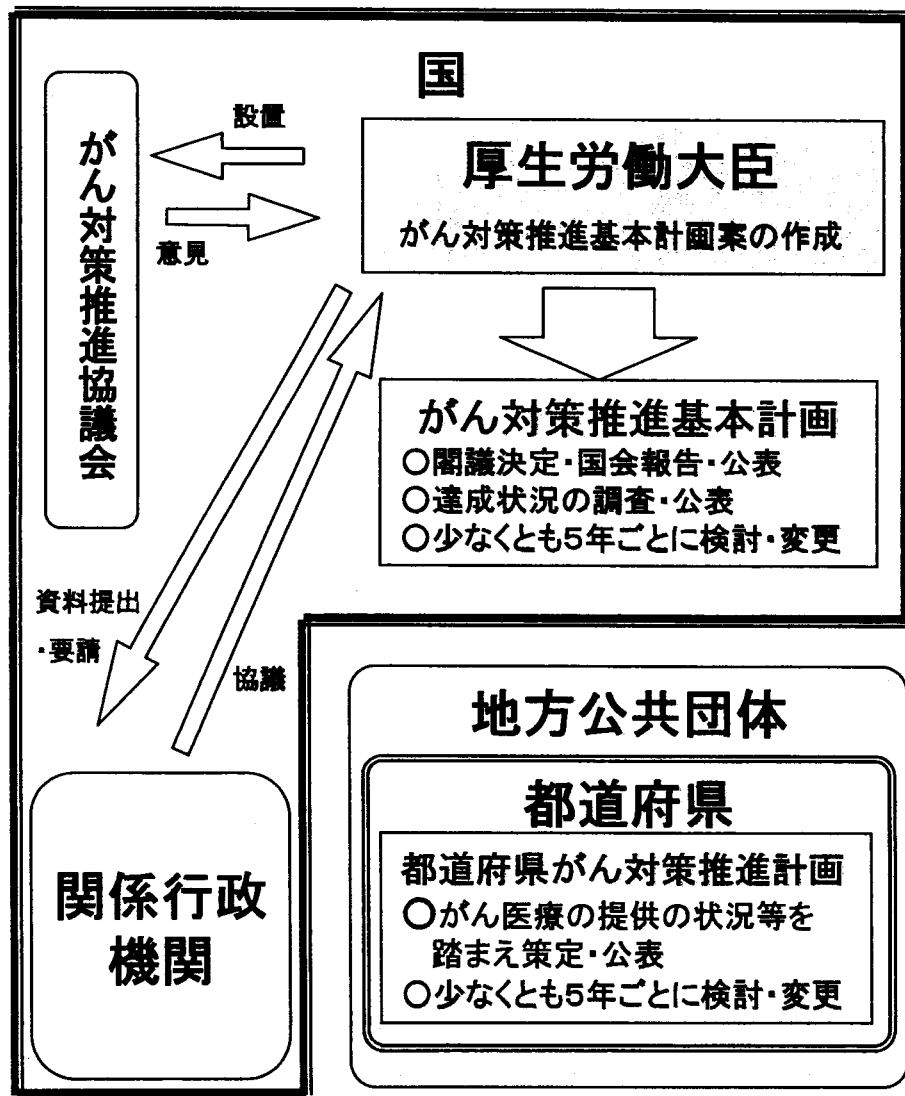 国
がん対策推進協議会
設置
意見
厚生労働大臣
がん対策推進基本計画案の作成
がん対策推進基本計画
○閣議決定・国会報告・公表
○達成状況の調査・公表
○少なくとも5年ごとに検討・変更
資料提出
・要請
協議
関係行政
機関
地方公共団体
都道府県
都道府県がん対策推進計画
○がん医療の提供の状況等を
踏まえ策定・公表
○少なくとも5年ごとに検討・変更